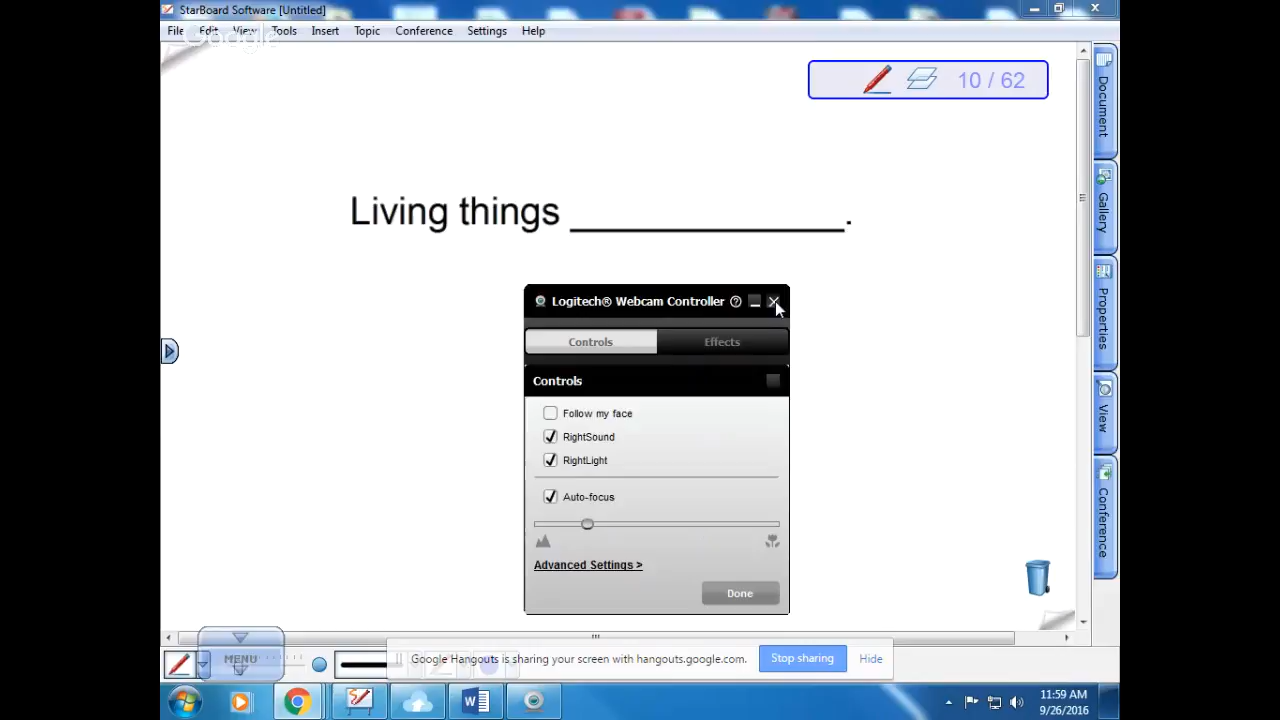 StarBoard Software [Untitled]
File Edit View Tools Insert Topic Conference Settings Help
Google
10 / 62
Living things ______________.
Logitech® Webcam Controller
Controls Effects
Controls
Follow my face
RightSound
RightLight
Auto-focus
Advanced Settings >
Done
Document
Gallery
Properties
View
Conference
MENU
Google Hangouts is sharing your screen with hangouts.google.com. Stop sharing Hide
11:59 AM
9/26/2016